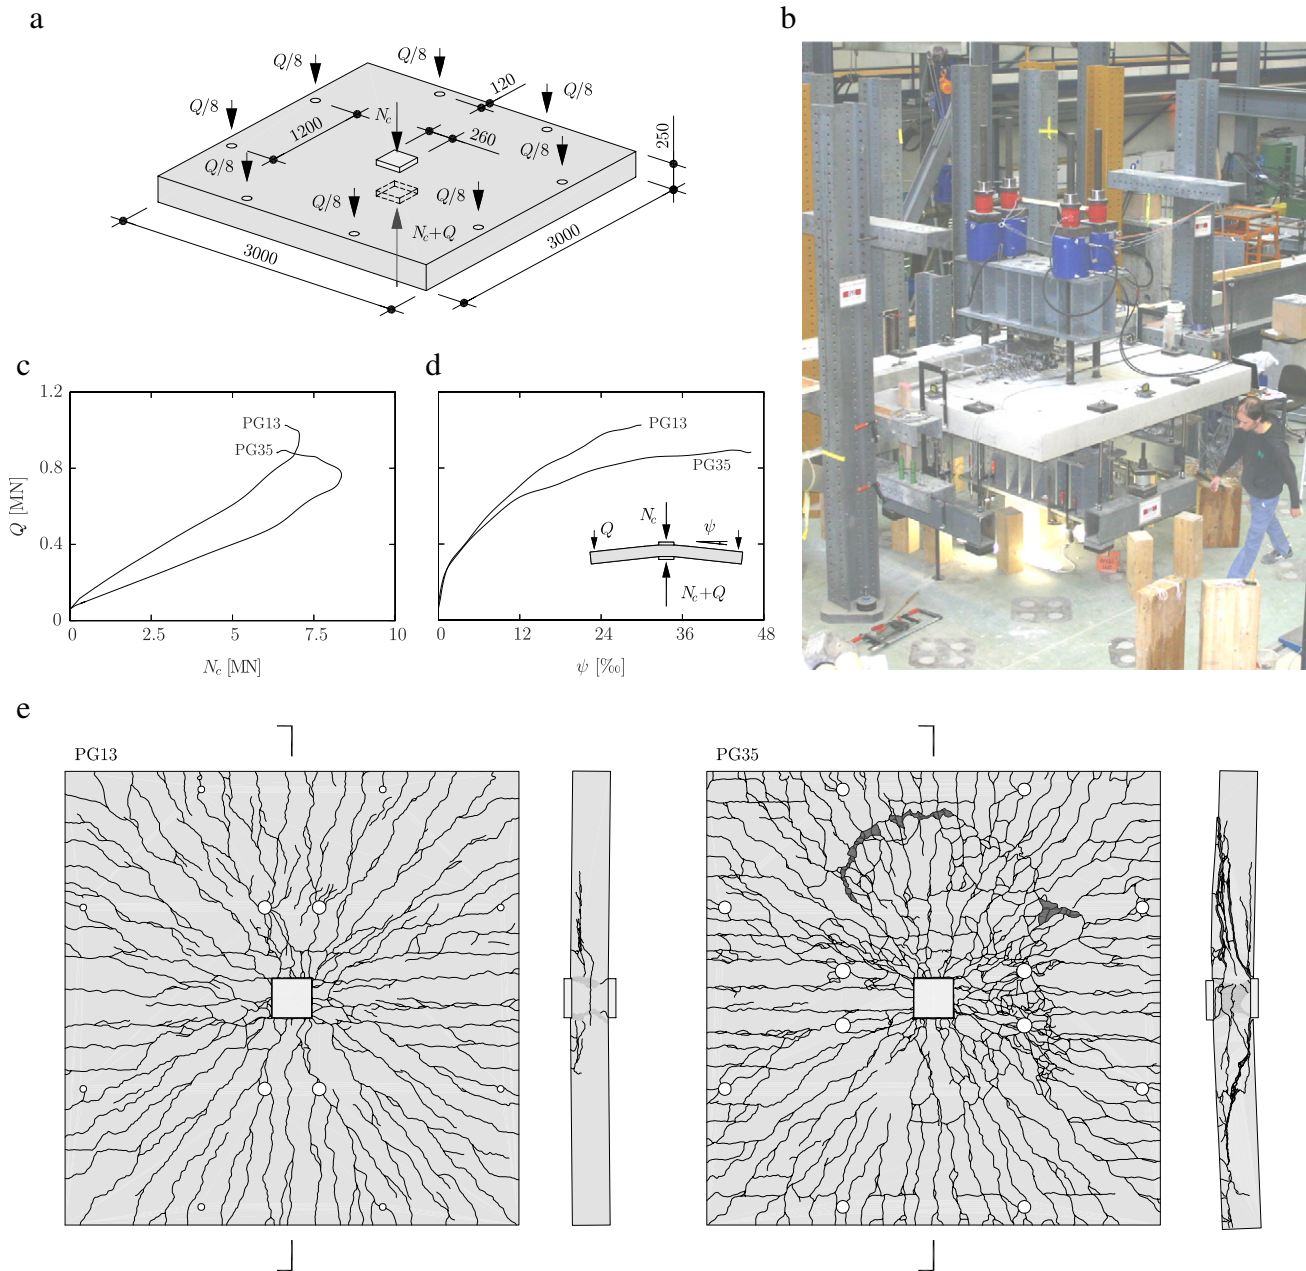 a
Q/8
Q/8
Q/8
Q/8
Q/8
Q/8
Q/8
Q/8
120
N_c
1200
260
250
N_c+Q
3000
3000
b
c
1.2
0.8
0.4
0
Q [MN]
PG13
PG35
0
2.5
5
7.5
10
N_c [MN]
d
PG13
PG35
N_c
Q
ψ
N_c+Q
0
12
24
36
48
ψ [‰]
e
PG13
PG35